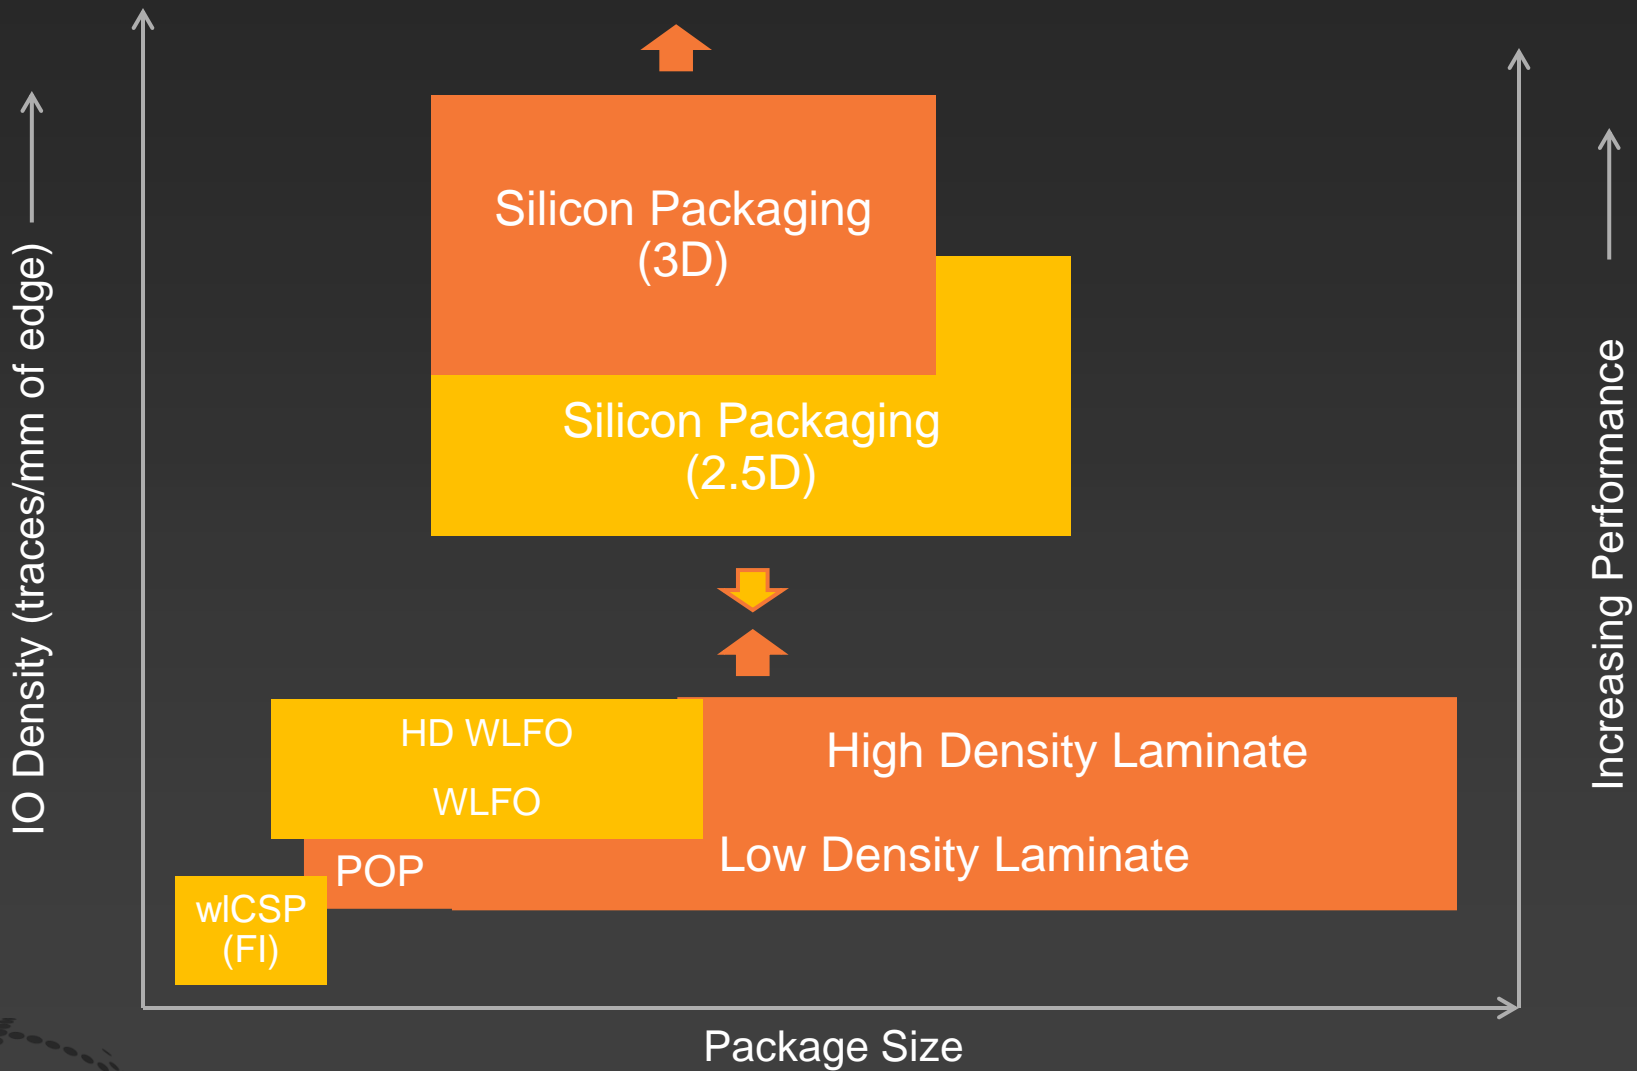 IO Density (traces/mm of edge)
Silicon Packaging
(3D)
Silicon Packaging
(2.5D)
HD WLFO
WLFO
High Density Laminate
Low Density Laminate
POP
wlCSP
(FI)
Package Size
Increasing Performance